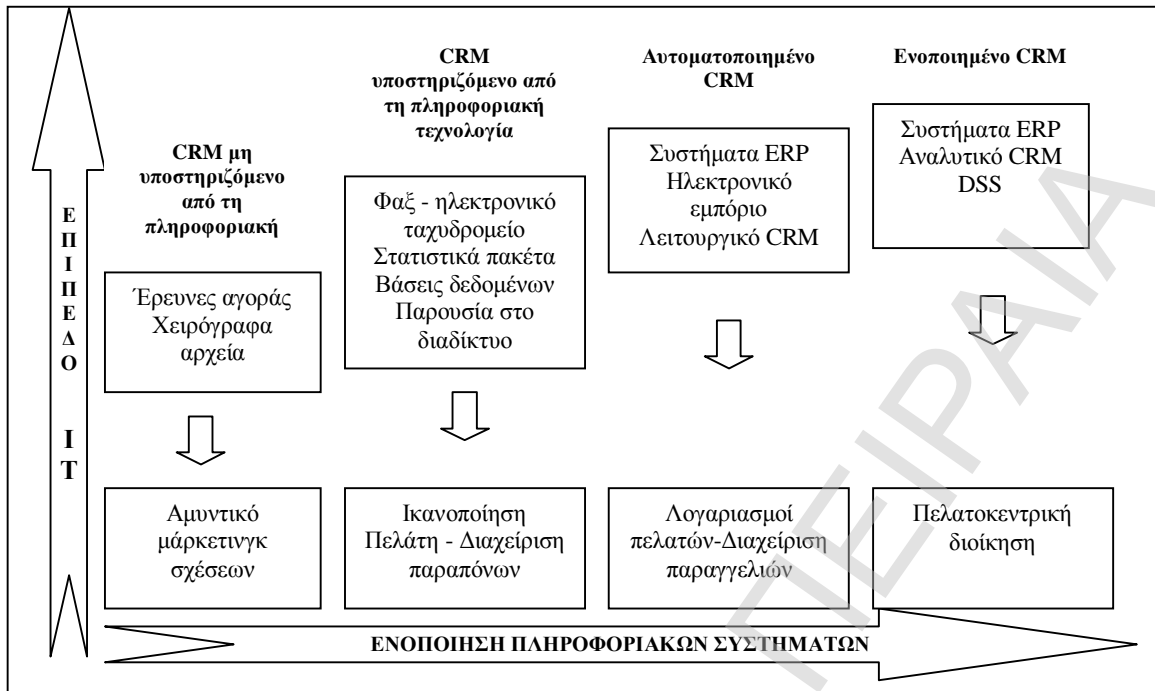 CRM μη
υποστηριζόμενο
από τη
πληροφοριακή
Έρευνες αγοράς
Χειρόγραφα
αρχεία
Αμυντικό
μάρκετινγκ
σχέσεων
CRM
υποστηριζόμενο από
τη πληροφοριακή
τεχνολογία
Φαξ - ηλεκτρονικό
ταχυδρομείο
Στατιστικά πακέτα
Βάσεις δεδομένων
Παρουσία στο
διαδίκτυο
Ικανοποίηση
Πελάτη - Διαχείριση
παραπόνων
Αυτοματοποιημένο
CRM
Συστήματα ERP
Ηλεκτρονικό
εμπόριο
Λειτουργικό CRM
Λογαριασμοί
πελατών-Διαχείριση
παραγγελιών
Ενοποιημένο CRM
Συστήματα ERP
Αναλυτικό CRM
DSS
Πελατοκεντρική
διοίκηση
ΕΠΙΠΕΔΟ ΙΤ
ΕΝΟΠΟΙΗΣΗ ΠΛΗΡΟΦΟΡΙΑΚΩΝ ΣΥΣΤΗΜΑΤΩΝ
ΠΕΙΡΑΙΑ